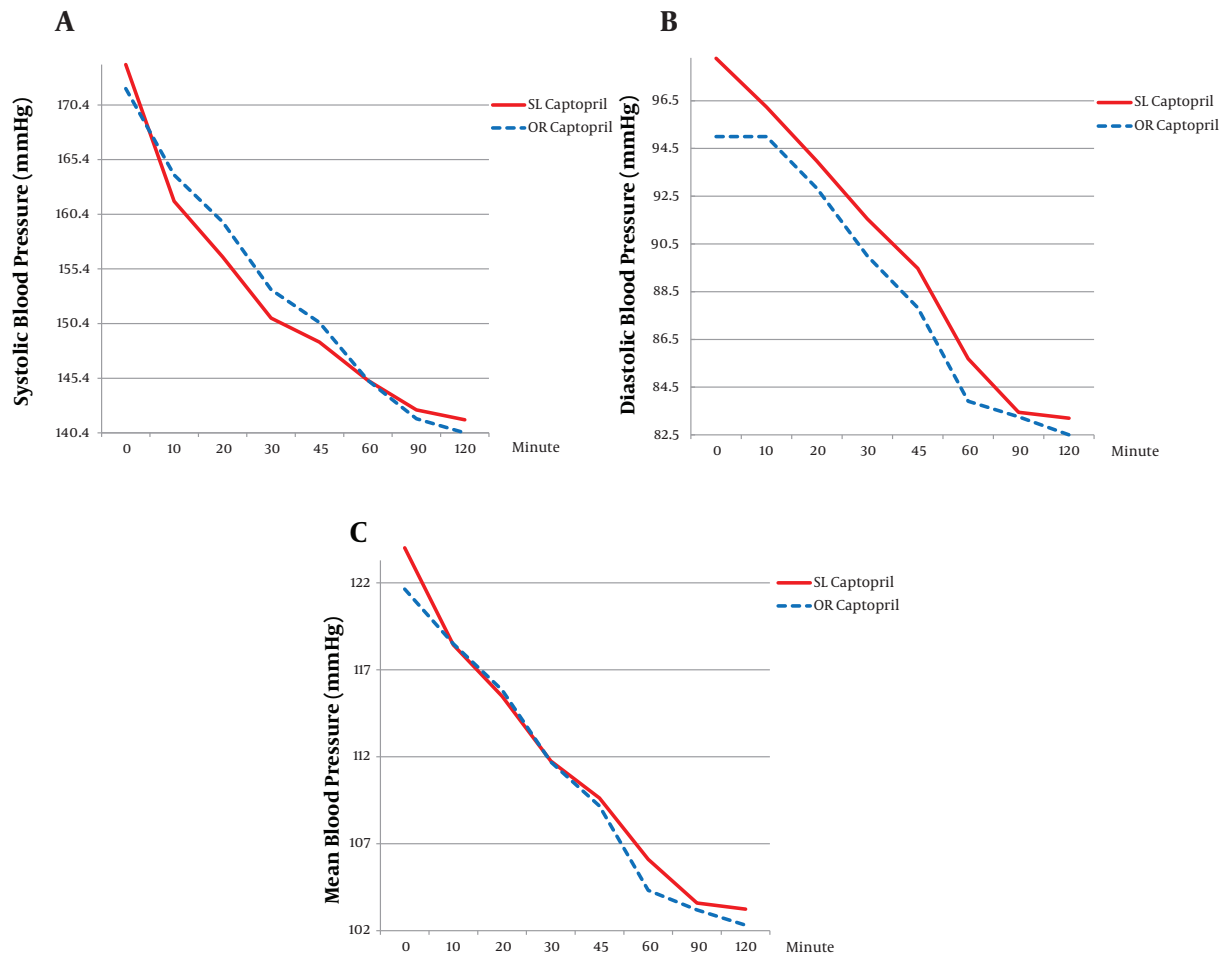 A
Systolic Blood Pressure (mmHg)
170.4
165.4
160.4
155.4
150.4
145.4
140.4
0 10 20 30 45 60 90 120 Minute
SL Captopril
OR Captopril
B
Diastolic Blood Pressure (mmHg)
96.5
94.5
92.5
90.5
88.5
86.5
84.5
82.5
0 10 20 30 45 60 90 120 Minute
SL Captopril
OR Captopril
C
Mean Blood Pressure (mmHg)
122
117
112
107
102
0 10 20 30 45 60 90 120 Minute
SL Captopril
OR Captopril